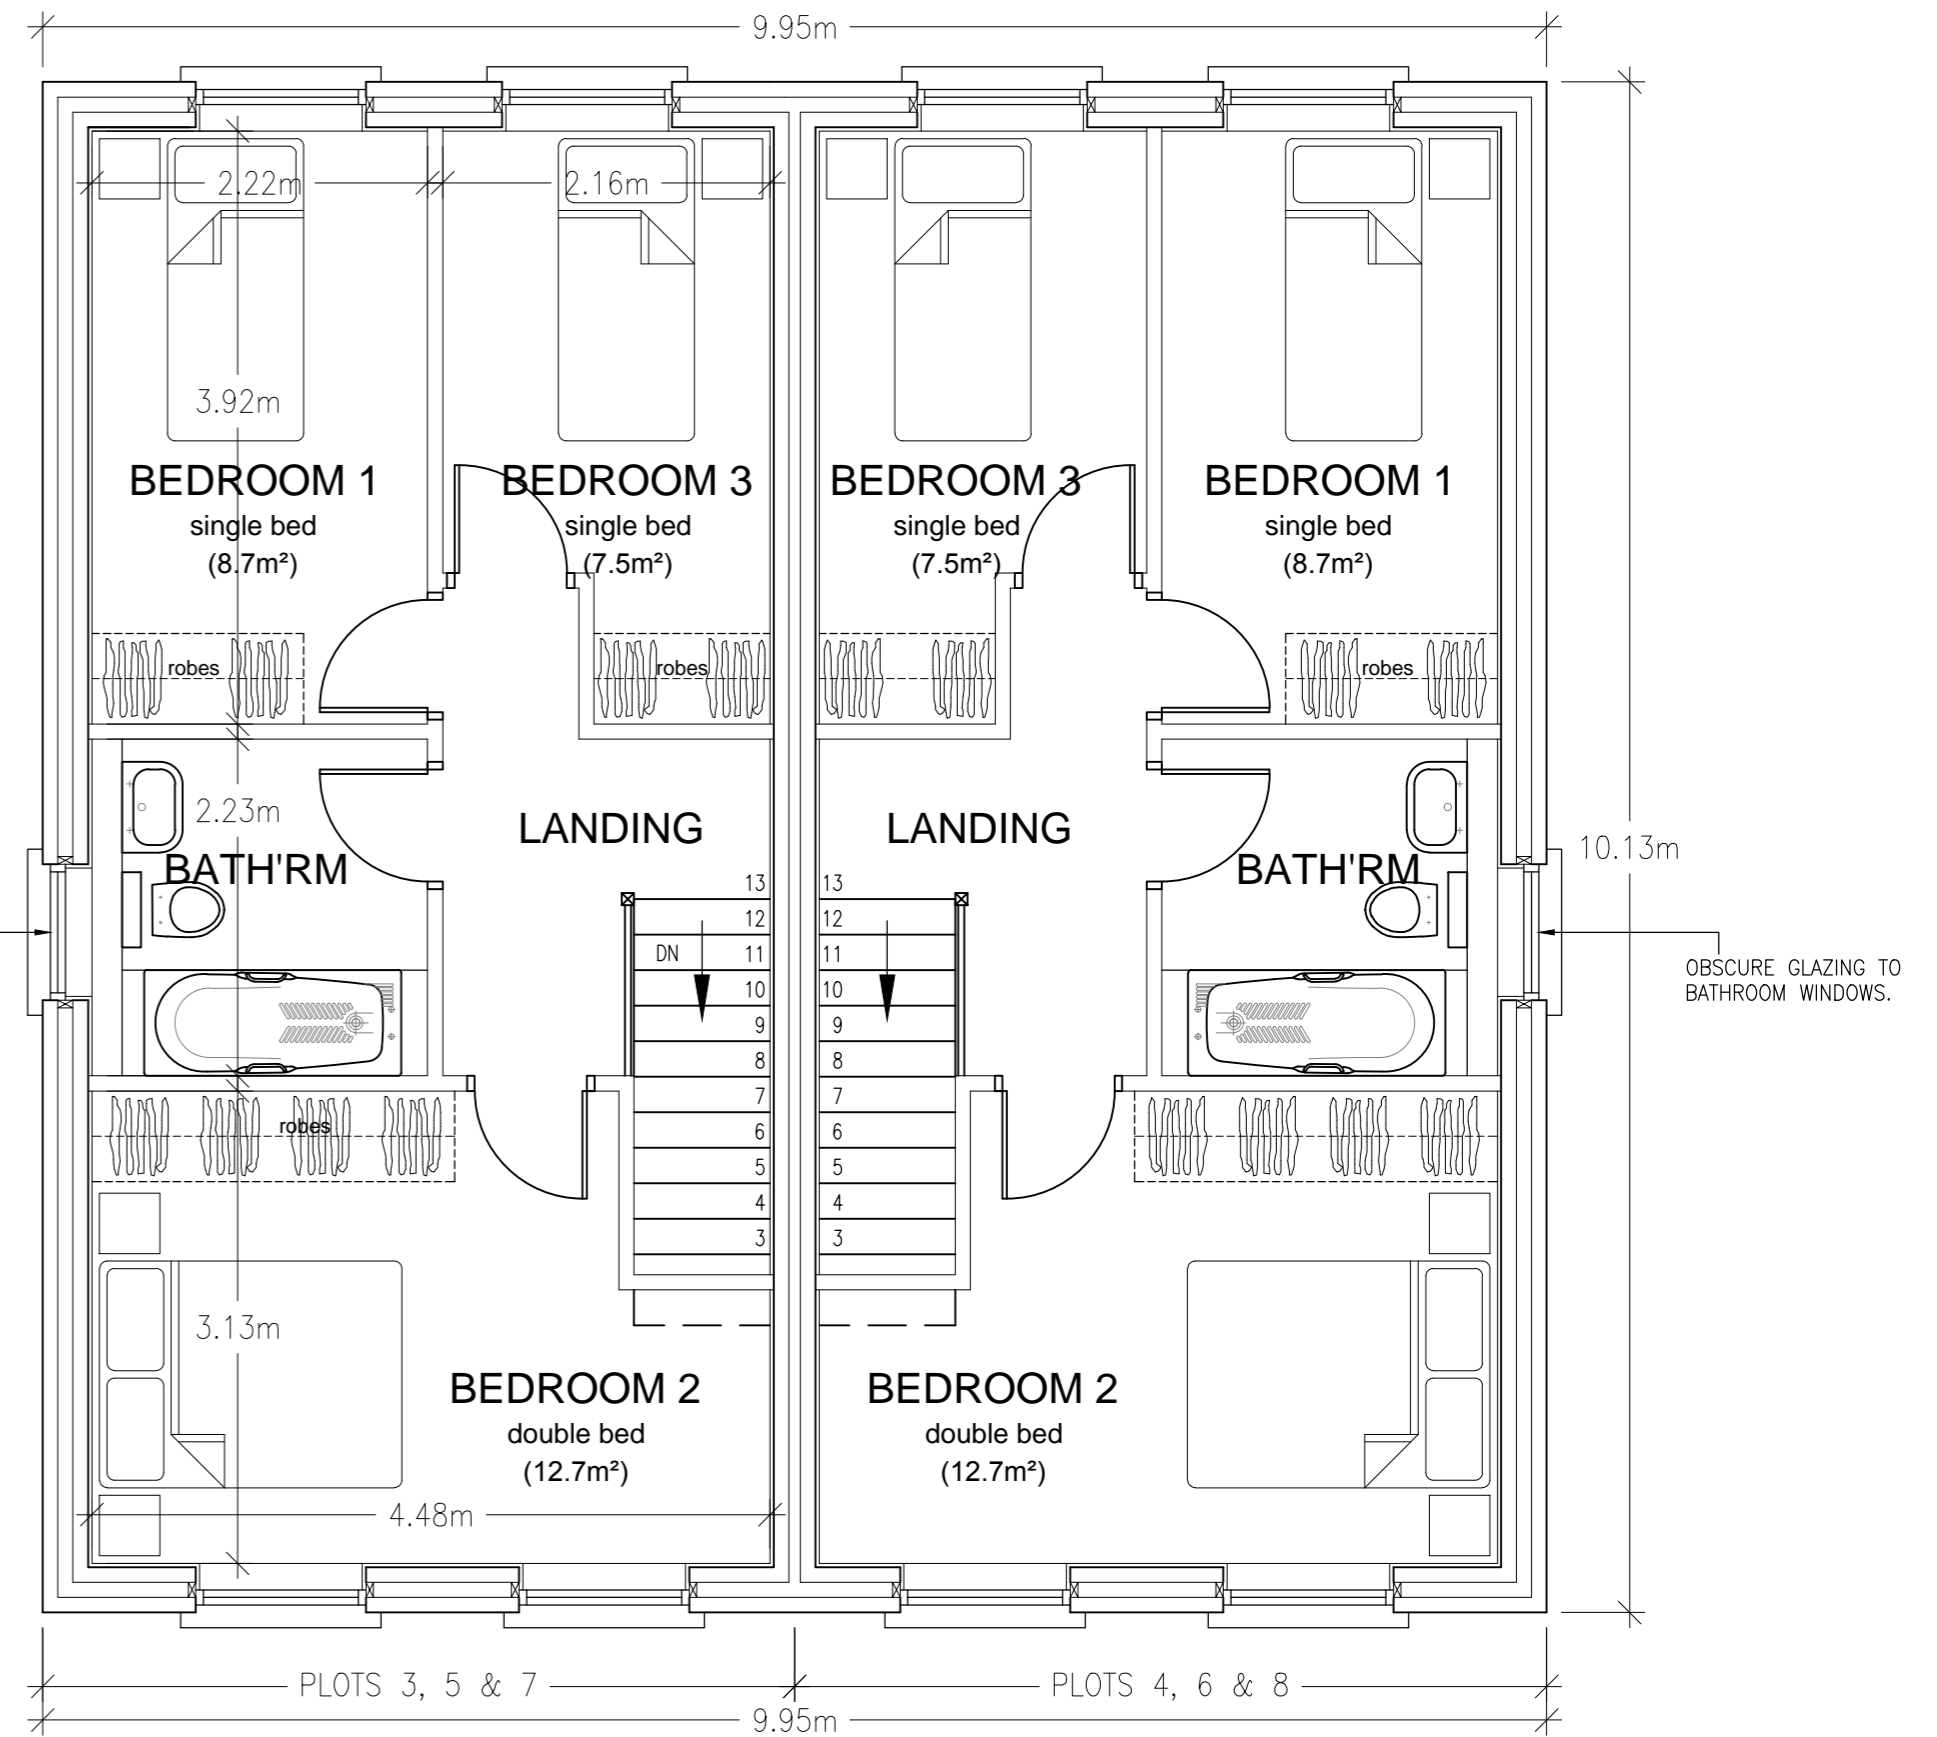 9.95m
2.22m
2.16m
3.92m
BEDROOM 1
single bed
(8.7m²)
BEDROOM 3
single bed
(7.5m²)
BEDROOM 3
single bed
(7.5m²)
BEDROOM 1
single bed
(8.7m²)
robes
robes
robes
2.23m
BATH'RM
LANDING
LANDING
BATH'RM
10.13m
OBSCURE GLAZING TO
BATHROOM WINDOWS.
DN
13 13
12 12
11 11
10 10
9 9
8 8
7 7
6 6
5 5
4 4
3 3
robes
3.13m
BEDROOM 2
double bed
(12.7m²)
BEDROOM 2
double bed
(12.7m²)
4.48m
PLOTS 3, 5 & 7
PLOTS 4, 6 & 8
9.95m